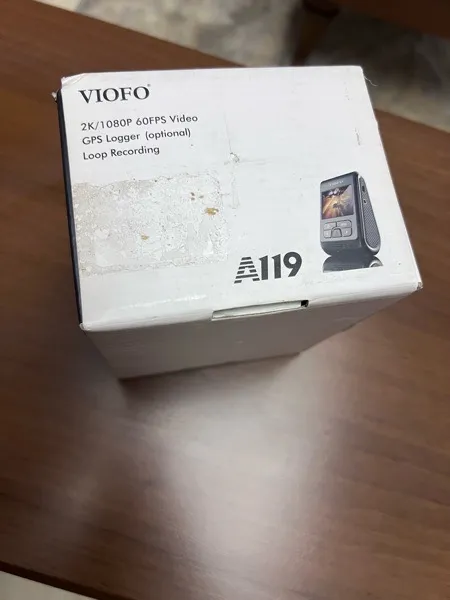 VIOFO®
2K/1080P 60FPS Video
GPS Logger (optional)
Loop Recording
A119